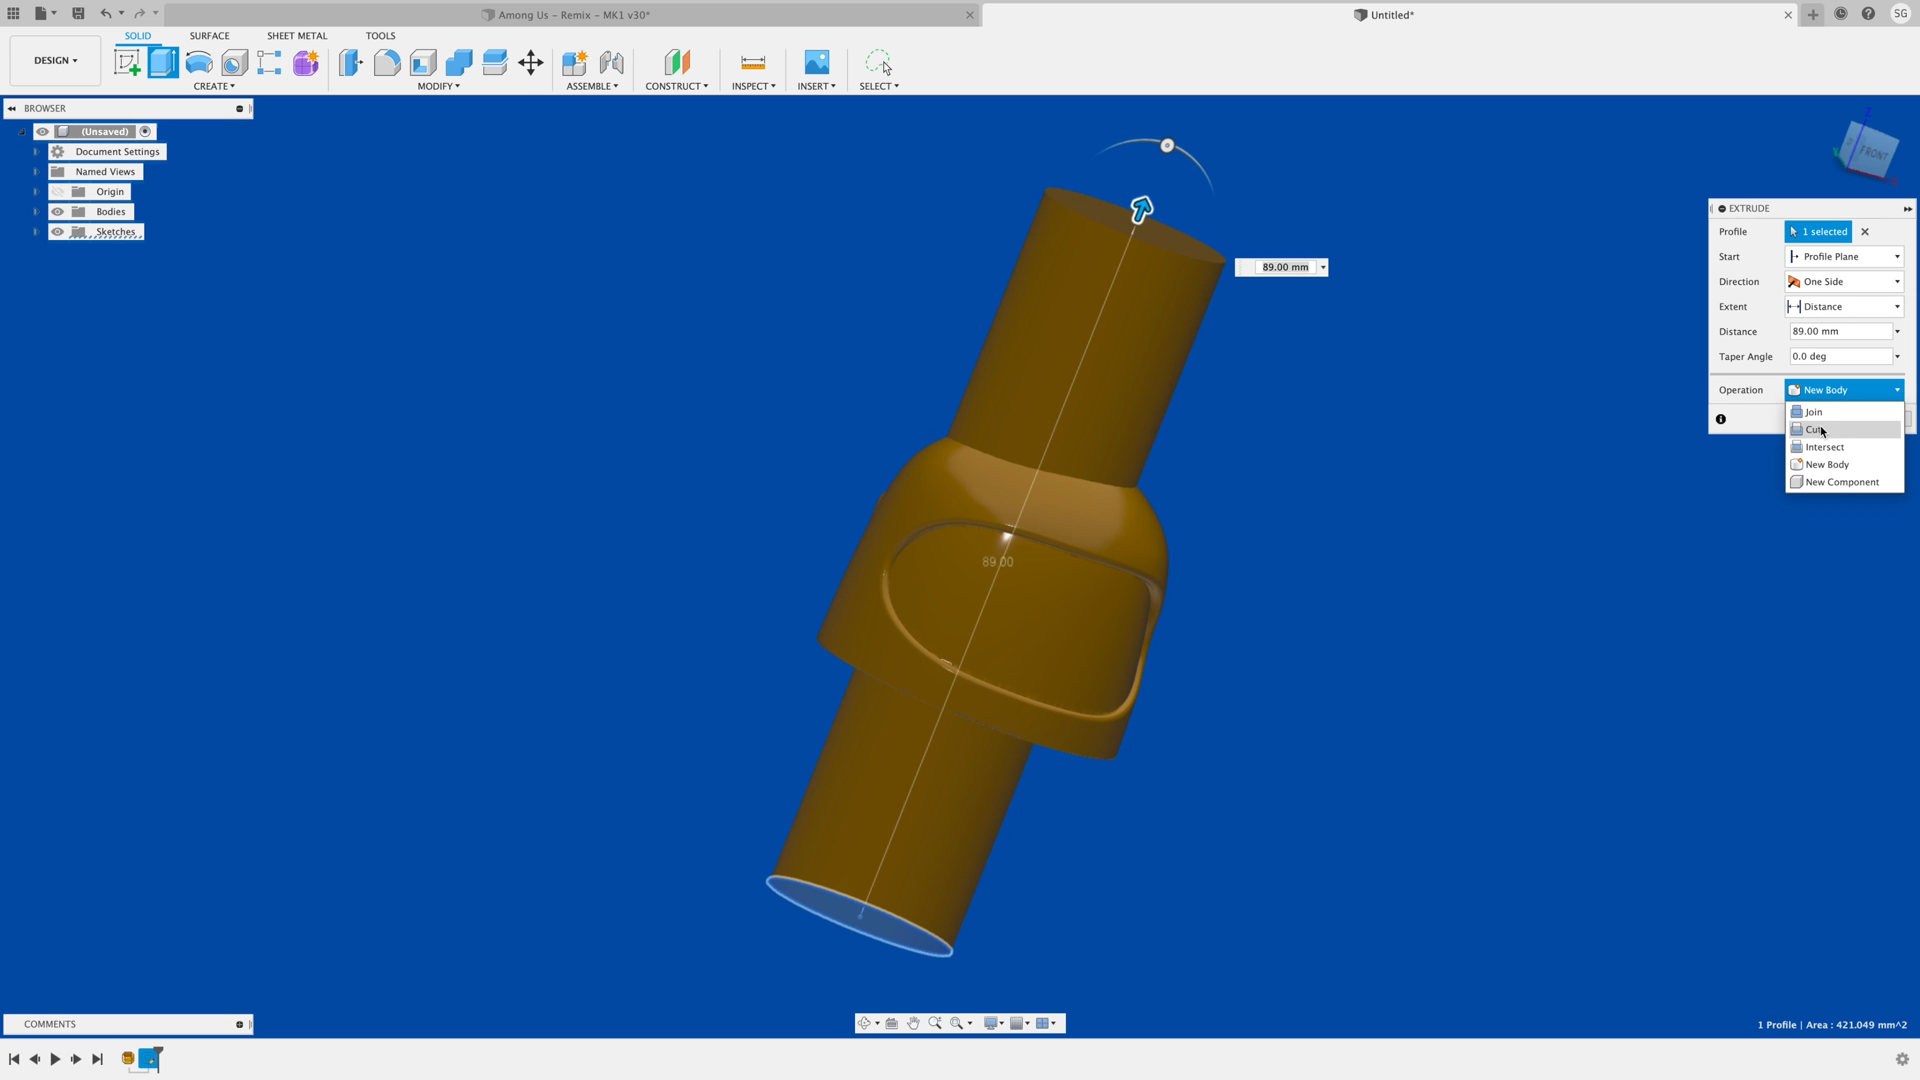 Among Us - Remix - MK1 v30*
Untitled*
SG
DESIGN
SOLID
SURFACE
SHEET METAL
TOOLS
CREATE
MODIFY
ASSEMBLE
CONSTRUCT
INSPECT
INSERT
SELECT
BROWSER
(Unsaved)
Document Settings
Named Views
Origin
Bodies
Sketches
Z
FRONT
89.00 mm
89.00
EXTRUDE
Profile
1 selected
Start
Profile Plane
Direction
One Side
Extent
Distance
Distance
89.00 mm
Taper Angle
0.0 deg
Operation
New Body
Join
Cut
Intersect
New Body
New Component
COMMENTS
1 Profile | Area : 421.049 mm^2